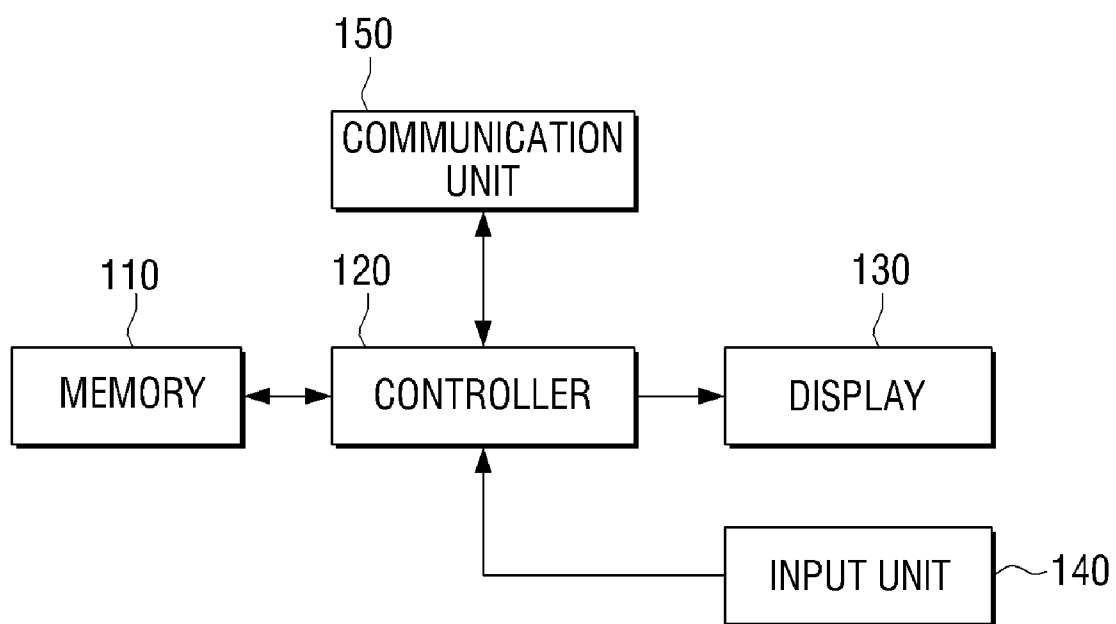 150
COMMUNICATION
UNIT
110
120
130
MEMORY
CONTROLLER
DISPLAY
INPUT UNIT
140